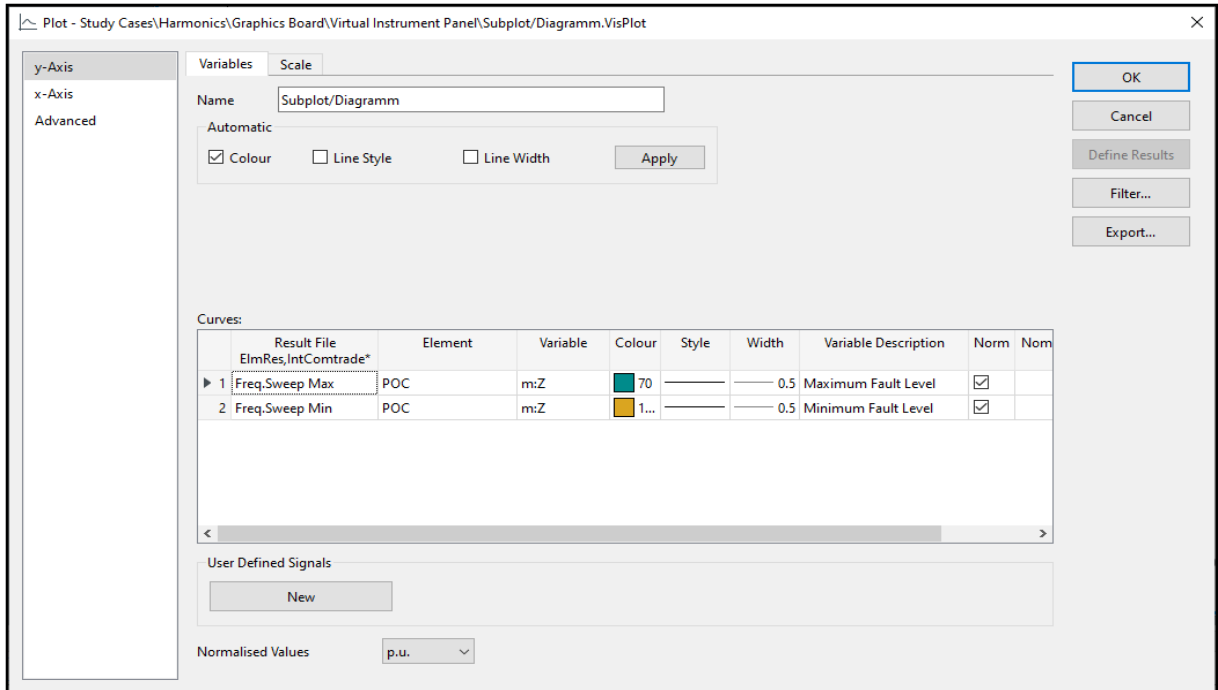 Plot - Study Cases\Harmonics\Graphics Board\Virtual Instrument Panel\Subplot/Diagramm.VisPlot
y-Axis
x-Axis
Advanced
Variables Scale
Name Subplot/Diagramm
Automatic
Colour Line Style Line Width Apply
OK
Cancel
Define Results
Filter...
Export...
Curves:
Result File
ElmRes,IntComtrade* Element Variable Colour Style Width Variable Description Norm Nom
1 Freq.Sweep Max POC m:Z 70 0.5 Maximum Fault Level
2 Freq.Sweep Min POC m:Z 1... 0.5 Minimum Fault Level
User Defined Signals
New
Normalised Values p.u.